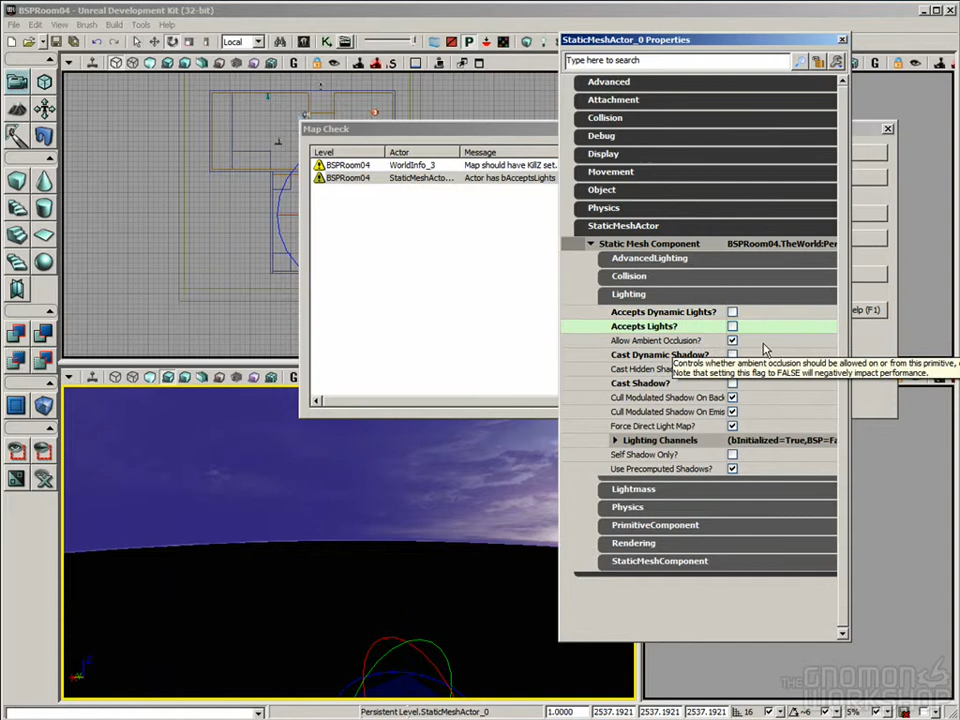 BSPRoom04 - Unreal Development Kit (32-bit)
File Edit View Brush Build Tools Help
Local
StaticMeshActor_0 Properties
Type here to search
Advanced
Attachment
Collision
Debug
Display
Movement
Object
Physics
StaticMeshActor
Static Mesh Component BSPRoom04.TheWorld:Per
AdvancedLighting
Collision
Lighting
Accepts Dynamic Lights?
Accepts Lights?
Allow Ambient Occlusion?
Cast Dynamic Shadow?
Controls whether ambient occlusion should be allowed on or from this primitive,
Note that setting this flag to FALSE will negatively impact performance.
Cast Hidden Sha
Cast Shadow?
Cull Modulated Shadow On Back
Cull Modulated Shadow On Emis
Force Direct Light Map?
Lighting Channels (bInitialized=True,BSP=Fa
Self Shadow Only?
Use Precomputed Shadows?
Lightmass
Physics
PrimitiveComponent
Rendering
StaticMeshComponent
Map Check
Level Actor Message
BSPRoom04 WorldInfo_3 Map should have KillZ set.
BSPRoom04 StaticMeshActo... Actor has bAcceptsLights
elp (F1)
THE GNOMON WORKSHOP
Persistent Level.StaticMeshActor_0 1.0000 2537.1921 2537.1921 2537.1921 16 ~6 5%